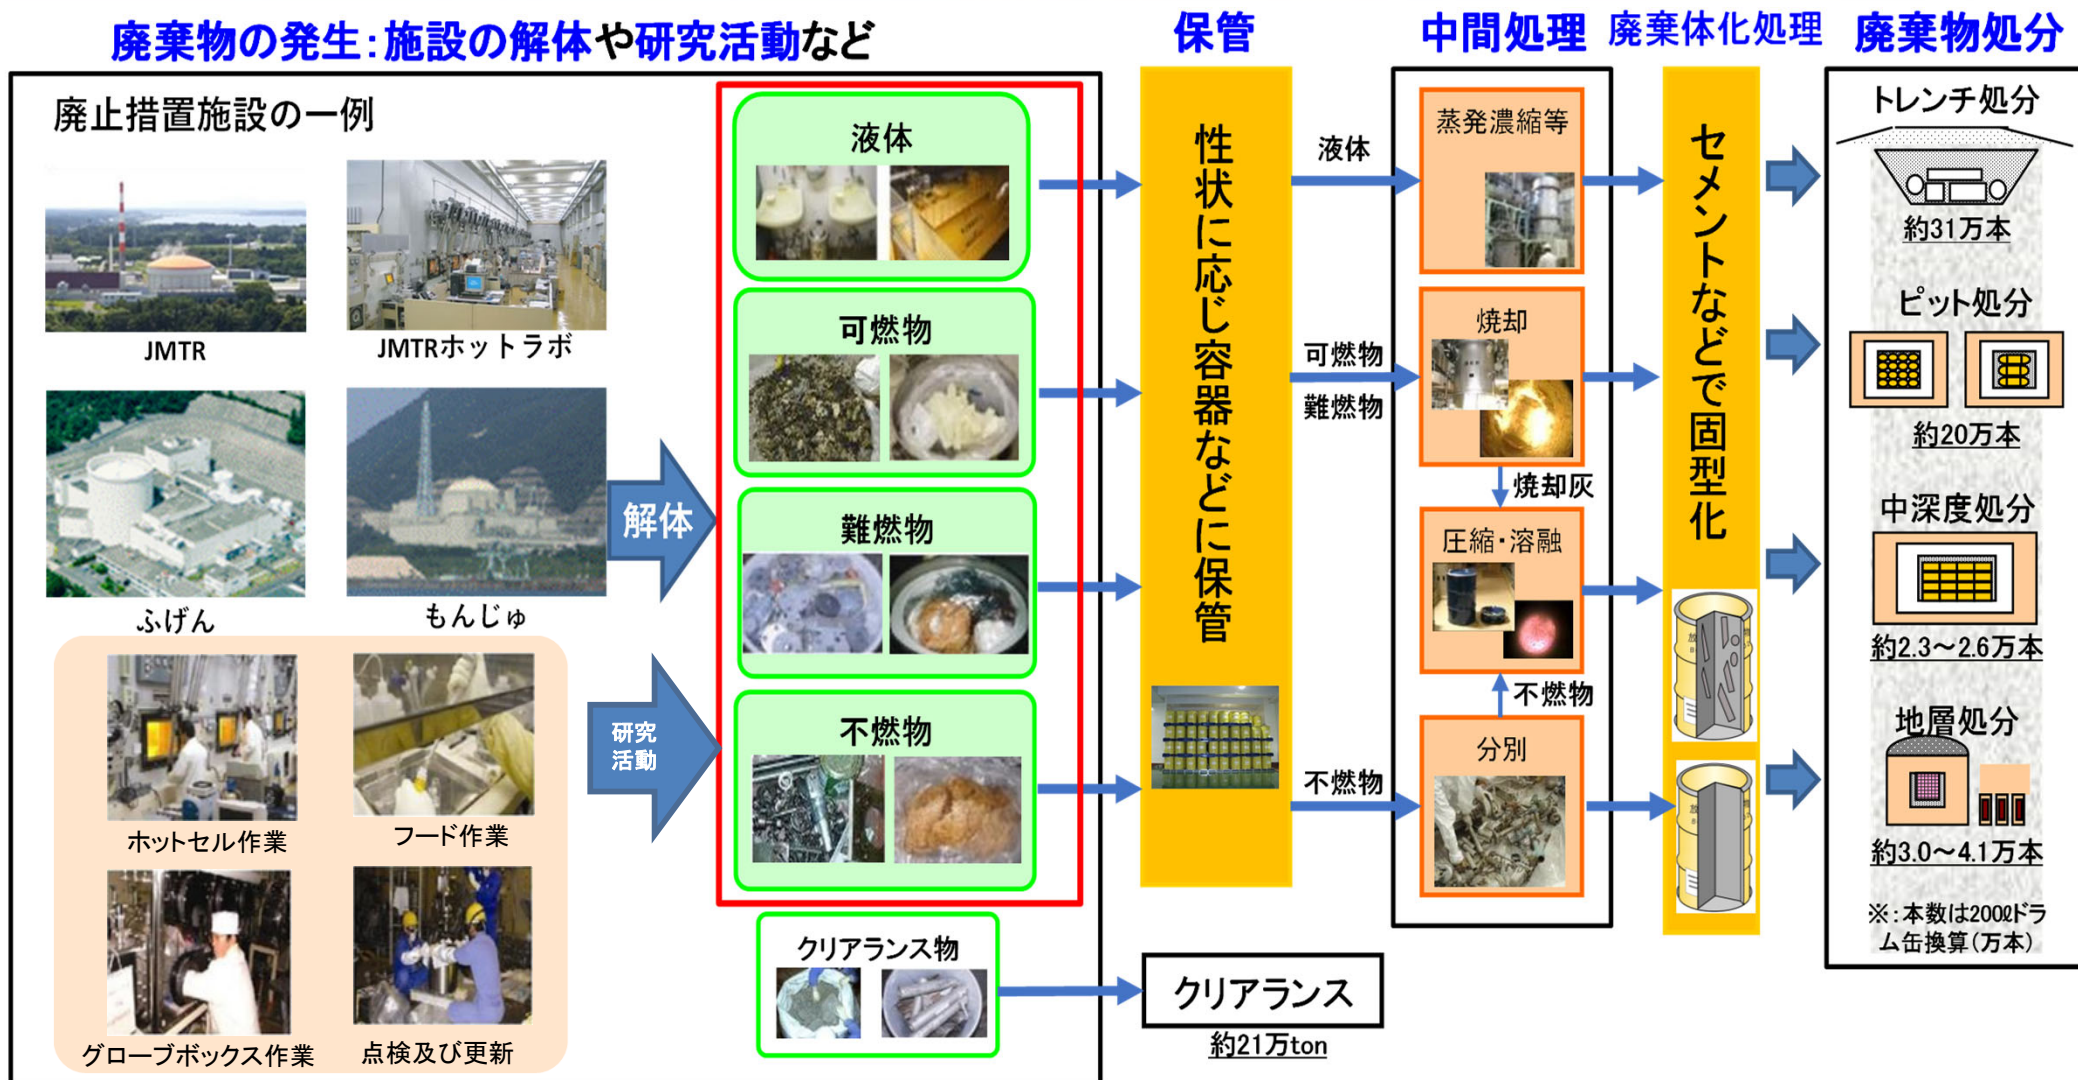 廃棄物の発生：施設の解体や研究活動など
保管
中間処理
廃棄体化処理
廃棄物処分
廃止措置施設の一例
JMTR
JMTRホットラボ
ふげん
もんじゅ
解体
ホットセル作業
フード作業
グローブボックス作業
点検及び更新
研究
活動
液体
可燃物
難燃物
不燃物
クリアランス物
性状に応じ容器などに保管
クリアランス
約21万ton
液体
可燃物
難燃物
不燃物
蒸発濃縮等
焼却
焼却灰
圧縮・溶融
不燃物
分別
セメントなどで固型化
トレンチ処分
約31万本
ピット処分
約20万本
中深度処分
約2.3～2.6万本
地層処分
約3.0～4.1万本
※：本数は200ℓドラ
ム缶換算（万本）